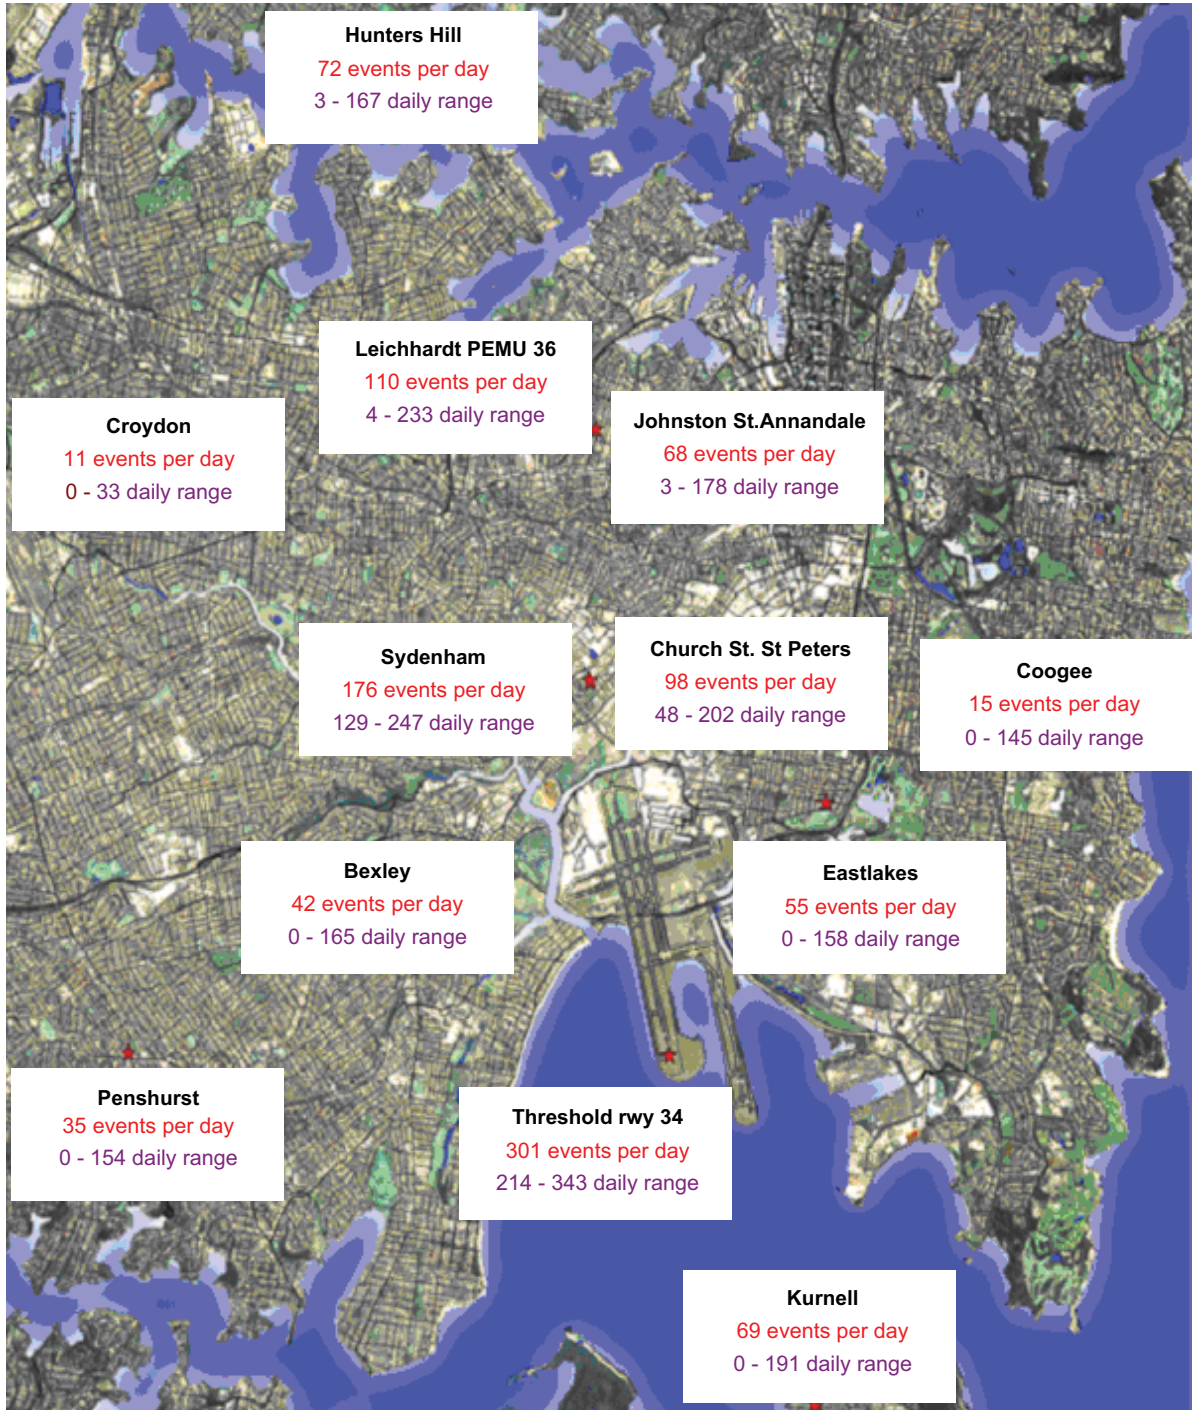 Hunters Hill
72 events per day
3 - 167 daily range
Leichhardt PEMU 36
110 events per day
4 - 233 daily range
Johnston St.Annandale
68 events per day
3 - 178 daily range
Croydon
11 events per day
0 - 33 daily range
Sydenham
176 events per day
129 - 247 daily range
Church St. St Peters
98 events per day
48 - 202 daily range
Coogee
15 events per day
0 - 145 daily range
Bexley
42 events per day
0 - 165 daily range
Eastlakes
55 events per day
0 - 158 daily range
Penshurst
35 events per day
0 - 154 daily range
Threshold rwy 34
301 events per day
214 - 343 daily range
Kurnell
69 events per day
0 - 191 daily range